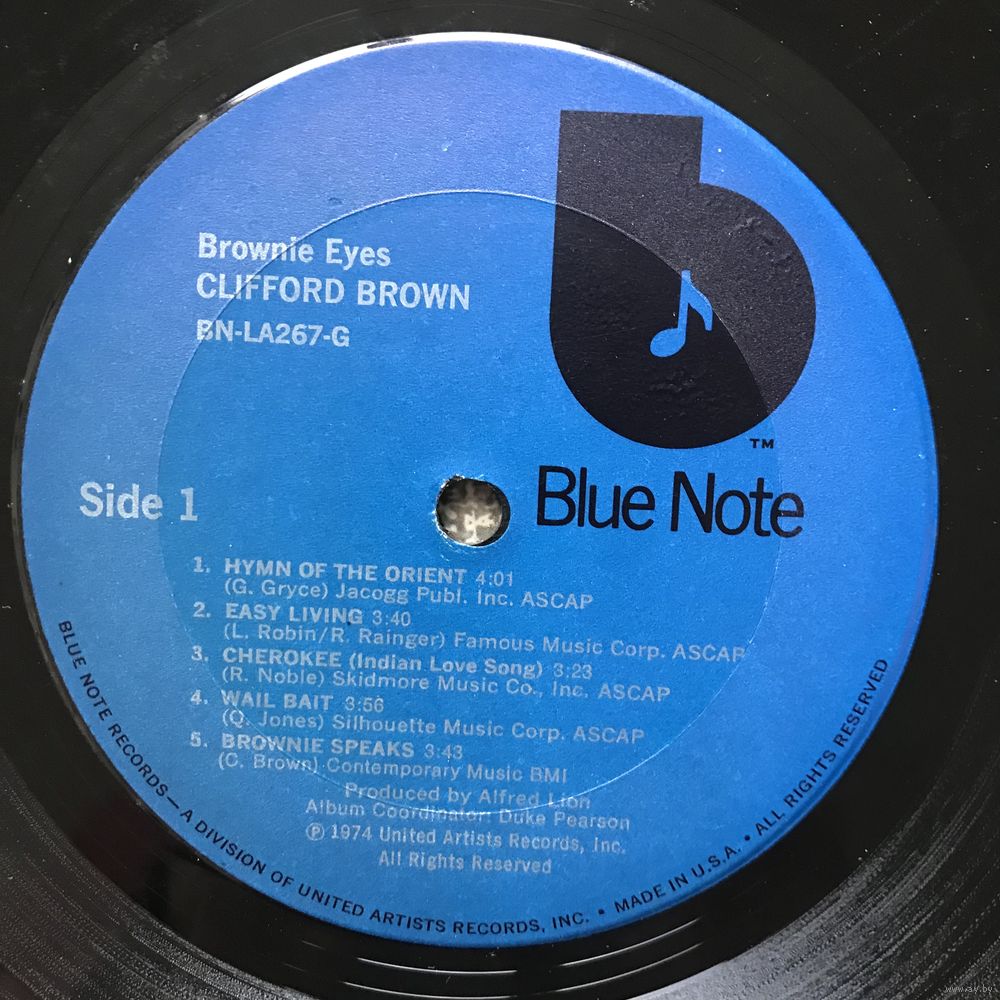 Brownie Eyes
CLIFFORD BROWN
BN-LA267-G
TM
Blue Note
Side 1
1. HYMN OF THE ORIENT 4:01
(G. Gryce) Jacogg Publ. Inc. ASCAP
2. EASY LIVING 3:40
(L. Robin/R. Rainger) Famous Music Corp. ASCAP
3. CHEROKEE (Indian Love Song) 3:23
(R. Noble) Skidmore Music Co., Inc. ASCAP
4. WAIL BAIT 3:56
(Q. Jones) Silhouette Music Corp. ASCAP
5. BROWNIE SPEAKS 3:43
(C. Brown) Contemporary Music BMI
Produced by Alfred Lion
Album Coordinator: Duke Pearson
℗ 1974 United Artists Records, Inc.
All Rights Reserved
BLUE NOTE RECORDS—A DIVISION OF UNITED ARTISTS RECORDS, INC. • MADE IN U.S.A. • ALL RIGHTS RESERVED
www.ay.by